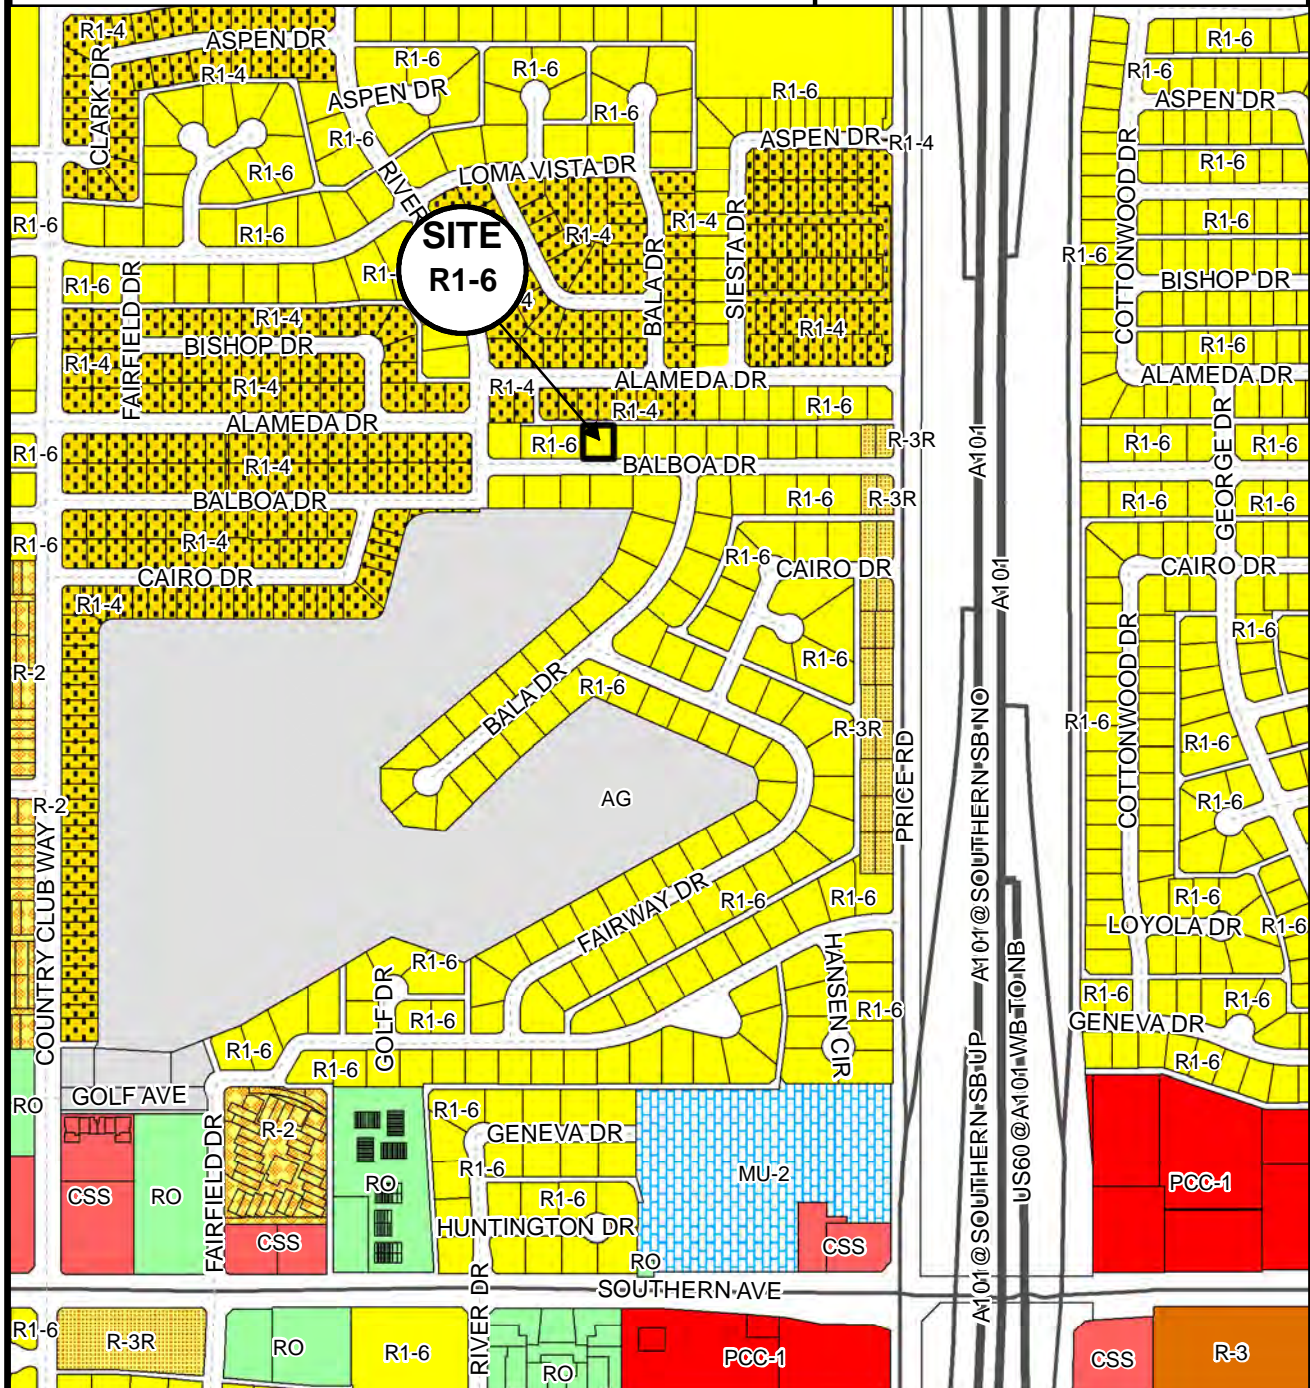 R1-4
ASPEN DR
R1-6
R1-6
R1-6
R1-6
CLARK DR
R1-4
ASPEN DR
R1-6
R1-6
ASPEN DR
R1-6
R1-6
ASPEN DR
R1-4
COTTONWOOD DR
R1-6
LOMA VISTA DR
R1-6
RIVER
R1-6
R1-6
SITE
R1-6
R1-4
R1-4
SIESTA DR
BALA DR
R1-6
R1-6
R1-6
FAIRFIELD DR
BISHOP DR
R1-4
4
R1-4
BISHOP DR
R1-4
R1-4
R1-6
R1-4
ALAMEDA DR
ALAMEDA DR
R1-4
R1-4
R1-6
ALAMEDA DR
R1-6
R1-6
R-3R
R1-6
GEORGE DR
R1-6
R1-4
BALBOA DR
A101
BALBOA DR
R1-6
R-3R
R1-6
R1-6
R1-6
R1-4
R1-6
CAIRO DR
CAIRO DR
CAIRO DR
A101
R1-4
R1-6
R1-6
R-2
R1-6
BALA DR
COTTONWOOD DR
R-3R
R1-6
R1-6
PRICE RD
A101@SOUTHERN SB NO
R-2
AG
R1-6
COUNTRY CLUB WAY
FAIRWAY DR
R1-6
R1-6
R1-6
LOYOLA DR
R1-6
R1-6
HANSEN CIR
GOLF DR
R1-6
R1-6
R1-6
R1-6
GENEVA DR
R1-6
R1-6
R1-6
RO
GOLF AVE
R1-6
R-2
GENEVA DR
A101@SOUTHERN SB UP
US60@A101 WB TO NB
FAIRFIELD DR
CSS
RO
RO
R1-6
R1-6
MU-2
PCC-1
HUNTINGTON DR
CSS
CSS
RO
SOUTHERN AVE
RIVER DR
R1-6
R-3R
RO
R1-6
RO
PCC-1
CSS
R-3